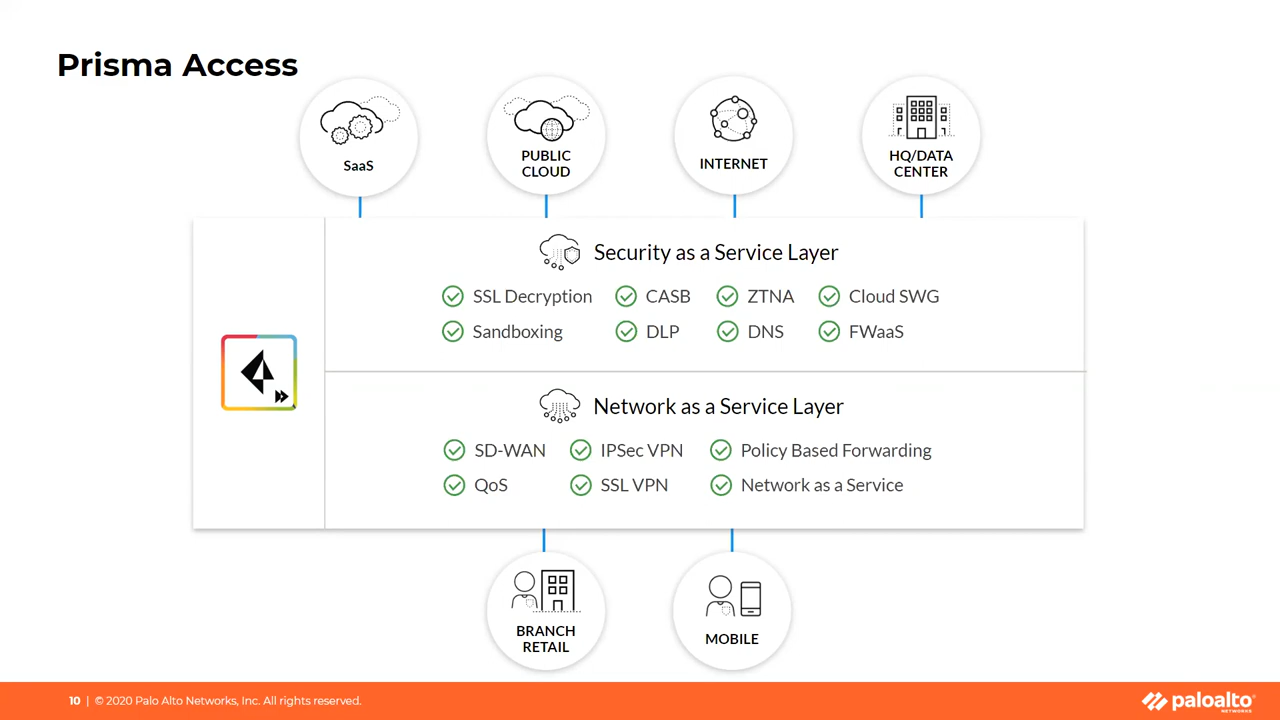 Prisma Access
SaaS
PUBLIC
CLOUD
INTERNET
HQ/DATA
CENTER
Security as a Service Layer
SSL Decryption
CASB
ZTNA
Cloud SWG
Sandboxing
DLP
DNS
FWaaS
Network as a Service Layer
SD-WAN
IPSec VPN
Policy Based Forwarding
QoS
SSL VPN
Network as a Service
BRANCH
RETAIL
MOBILE
10 | © 2020 Palo Alto Networks, Inc. All rights reserved.
paloalto
NETWORKS